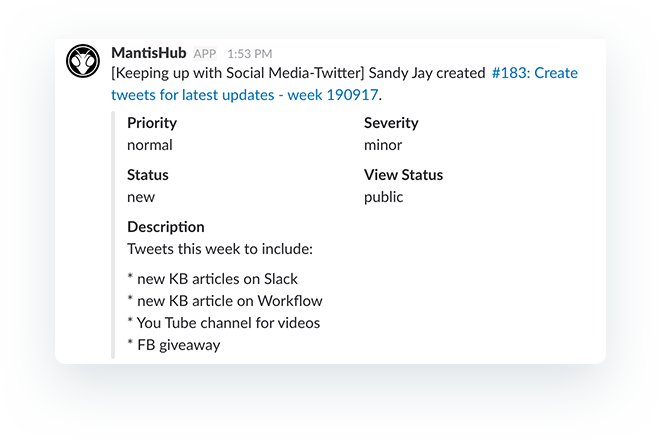 MantisHub APP 1:53 PM
[Keeping up with Social Media-Twitter] Sandy Jay created #183: Create
tweets for latest updates - week 190917.
Priority Severity
normal minor
Status View Status
new public
Description
Tweets this week to include:
* new KB articles on Slack
* new KB article on Workflow
* You Tube channel for videos
* FB giveaway